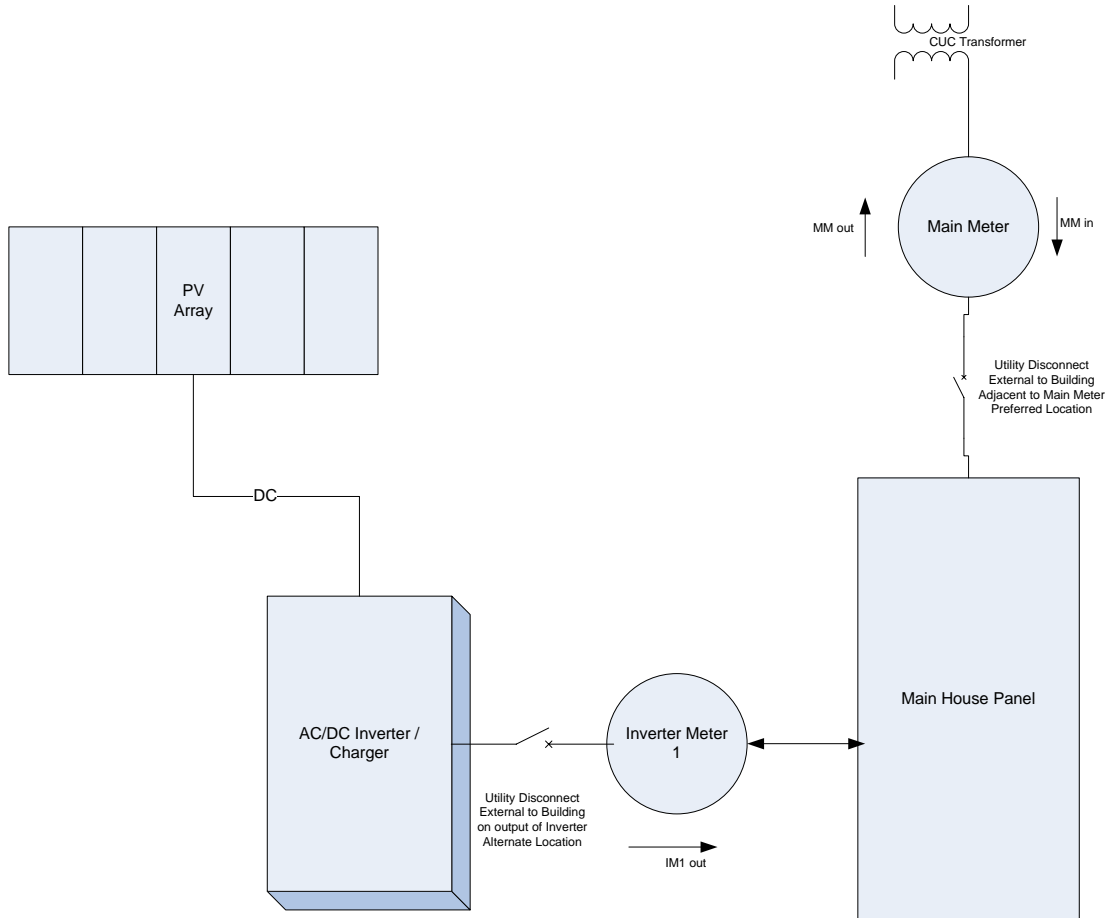 CUC Transformer
Main Meter
MM out
MM in
PV
Array
Utility Disconnect
External to Building
Adjacent to Main Meter
Preferred Location
DC
Main House Panel
AC/DC Inverter /
Charger
Inverter Meter
1
Utility Disconnect
External to Building
on output of Inverter
Alternate Location
IM1 out